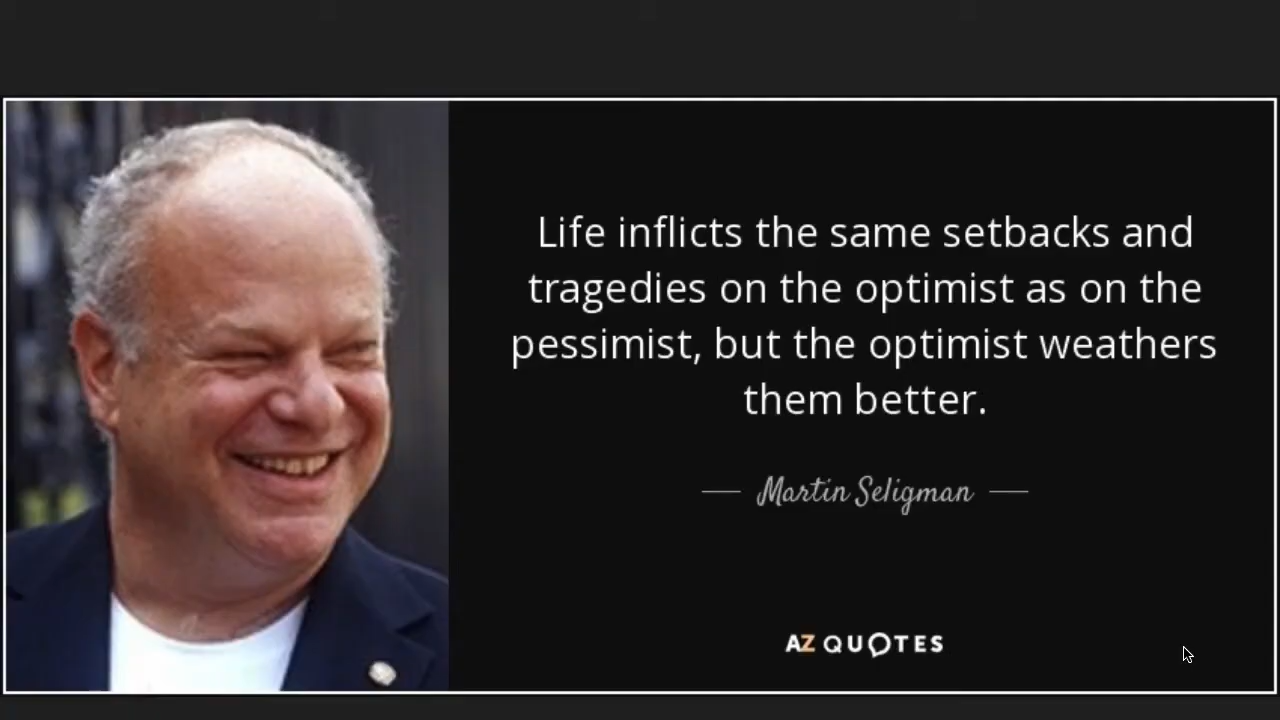 Life inflicts the same setbacks and
tragedies on the optimist as on the
pessimist, but the optimist weathers
them better.
Martin Seligman
AZ QUOTES